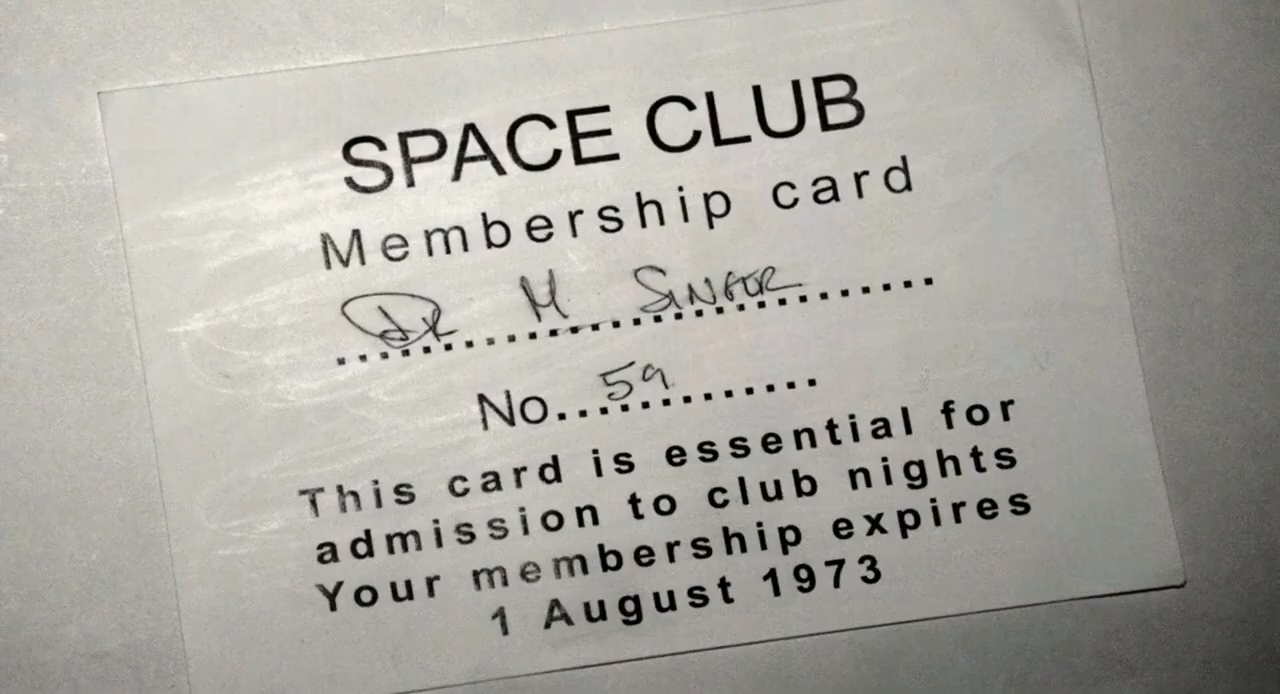 SPACE CLUB
Membership card
Dr M
No. 59
This card is essential for
admission to club nights
Your membership expires
1 August 1973